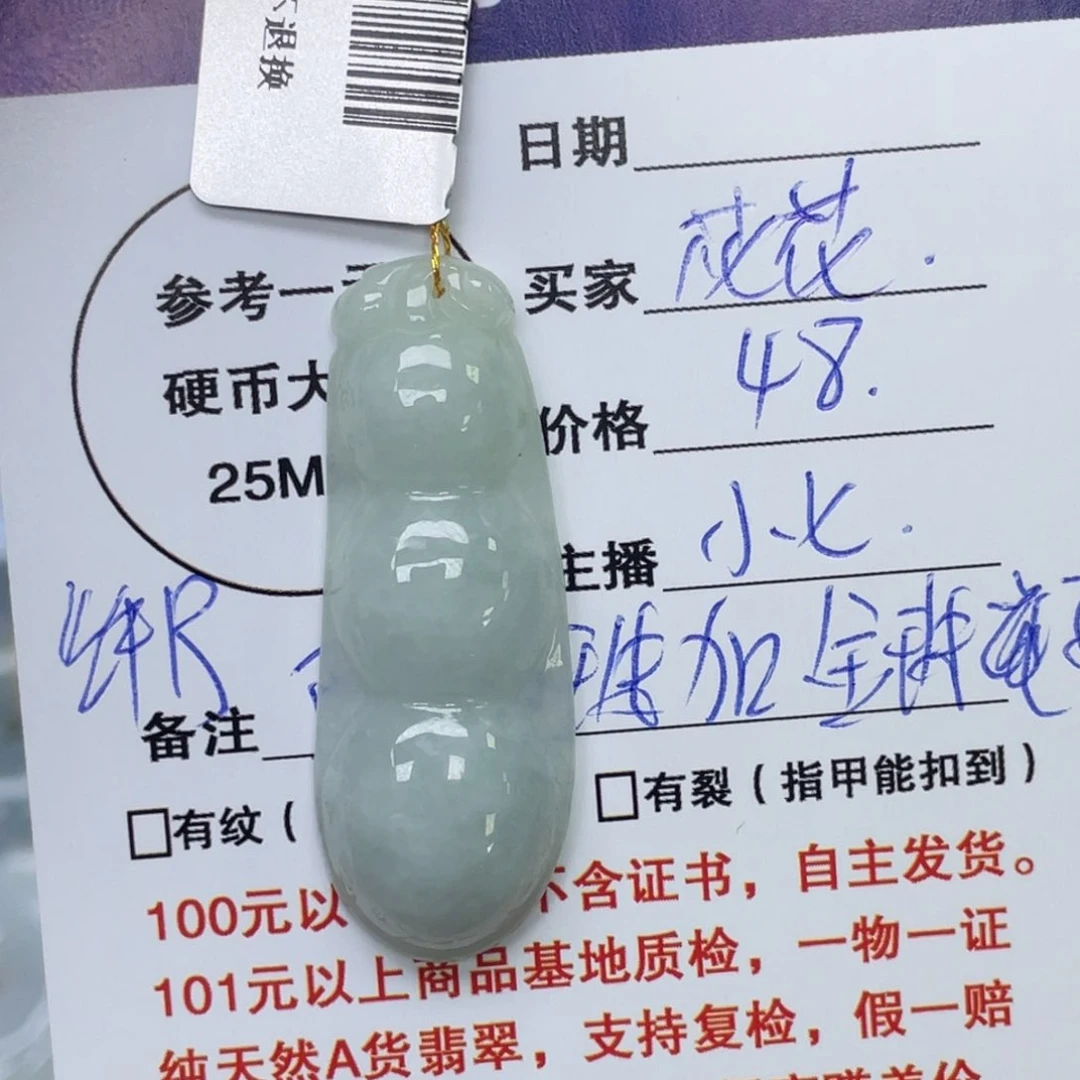 不退换
日期
参考一元
买家 花花.
硬币大
48.
价格
25M
主播 小七.
加金
备注
□有纹(
□有裂(指甲能扣到)
100元以 不含证书,自主发货。
101元以上商品基地质检,一物一证
纯天然A货翡翠,支持复检,假一赔